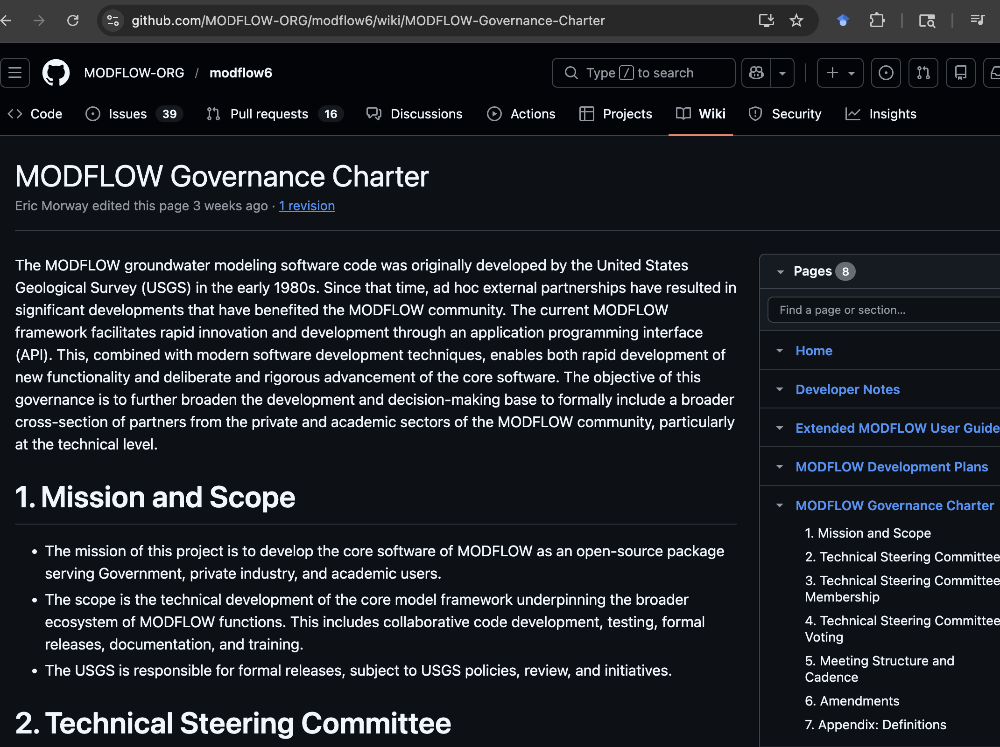 github.com/MODFLOW-ORG/modflow6/wiki/MODFLOW-Governance-Charter
MODFLOW-ORG / modflow6
Type / to search
Code
Issues 39
Pull requests 16
Discussions
Actions
Projects
Wiki
Security
Insights
MODFLOW Governance Charter
Eric Morway edited this page 3 weeks ago · 1 revision
The MODFLOW groundwater modeling software code was originally developed by the United States
Geological Survey (USGS) in the early 1980s. Since that time, ad hoc external partnerships have resulted in
significant developments that have benefited the MODFLOW community. The current MODFLOW
framework facilitates rapid innovation and development through an application programming interface
(API). This, combined with modern software development techniques, enables both rapid development of
new functionality and deliberate and rigorous advancement of the core software. The objective of this
governance is to further broaden the development and decision-making base to formally include a broader
cross-section of partners from the private and academic sectors of the MODFLOW community, particularly
at the technical level.
1. Mission and Scope
• The mission of this project is to develop the core software of MODFLOW as an open-source package
serving Government, private industry, and academic users.
• The scope is the technical development of the core model framework underpinning the broader
ecosystem of MODFLOW functions. This includes collaborative code development, testing, formal
releases, documentation, and training.
• The USGS is responsible for formal releases, subject to USGS policies, review, and initiatives.
2. Technical Steering Committee
Pages 8
Find a page or section...
Home
Developer Notes
Extended MODFLOW User Guide
MODFLOW Development Plans
MODFLOW Governance Charter
1. Mission and Scope
2. Technical Steering Committee
3. Technical Steering Committee
Membership
4. Technical Steering Committee
Voting
5. Meeting Structure and
Cadence
6. Amendments
7. Appendix: Definitions